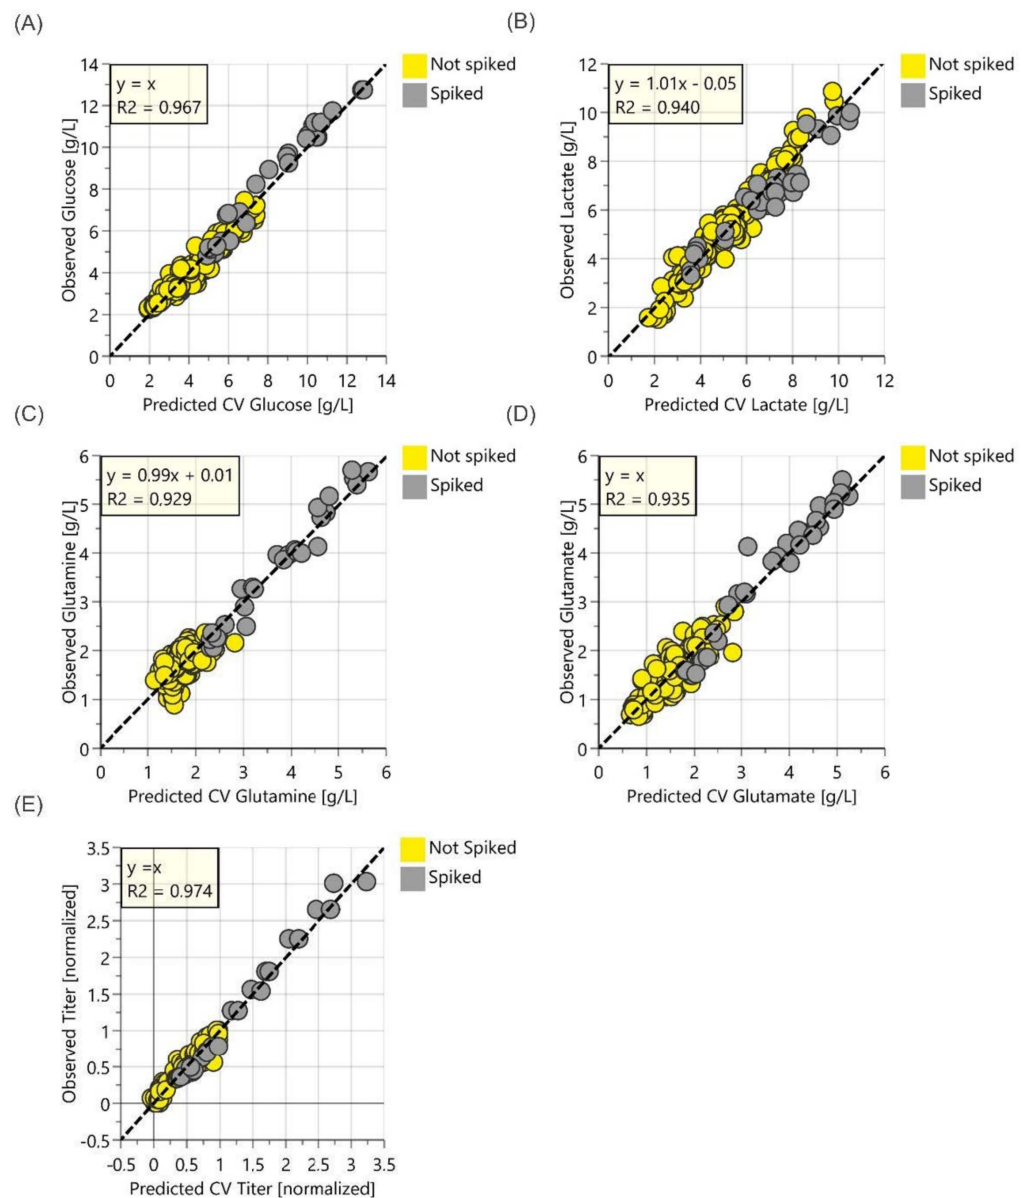 (A)
y = x
R2 = 0.967
Not spiked
Spiked
Observed Glucose [g/L]
14
12
10
8
6
4
2
0
0 2 4 6 8 10 12 14
Predicted CV Glucose [g/L]
(B)
y = 1.01x - 0.05
R2 = 0.940
Not spiked
Spiked
Observed Lactate [g/L]
12
10
8
6
4
2
0
0 2 4 6 8 10 12
Predicted CV Lactate [g/L]
(C)
y = 0.99x + 0.01
R2 = 0.929
Not spiked
Spiked
Observed Glutamine [g/L]
6
5
4
3
2
1
0
0 1 2 3 4 5 6
Predicted CV Glutamine [g/L]
(D)
y = x
R2 = 0.935
Not spiked
Spiked
Observed Glutamate [g/L]
6
5
4
3
2
1
0
0 1 2 3 4 5 6
Predicted CV Glutamate [g/L]
(E)
y =x
R2 = 0.974
Not Spiked
Spiked
Observed Titer [normalized]
3.5
3
2.5
2
1.5
1
0.5
0
-0.5
-0.5 0 0.5 1 1.5 2 2.5 3 3.5
Predicted CV Titer [normalized]